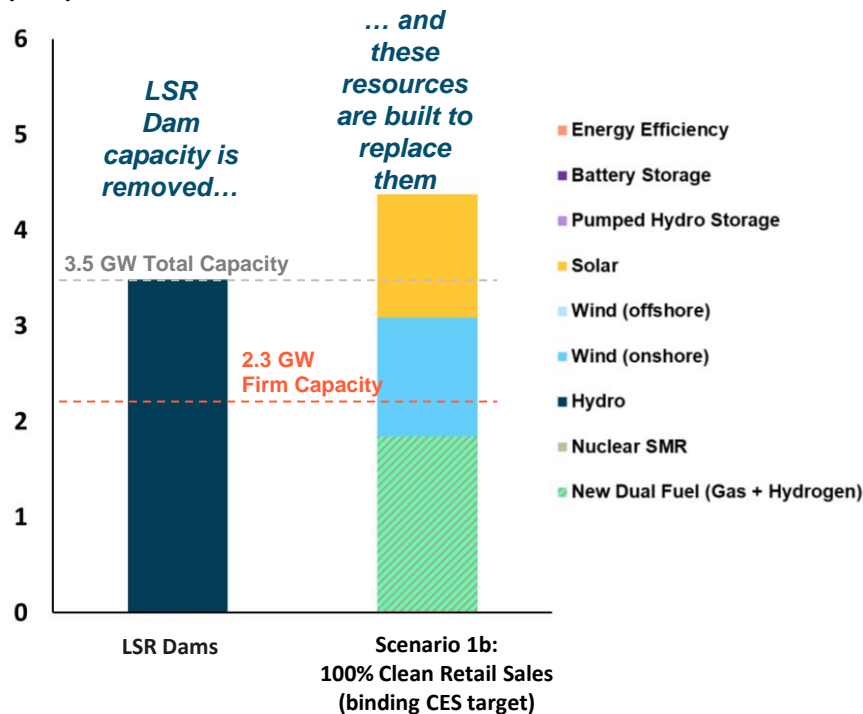 6
5
4
3
2
1
0
LSR
Dam
capacity is
removed…
… and
these
resources
are built to
replace
them
3.5 GW Total Capacity
2.3 GW
Firm Capacity
LSR Dams
Scenario 1b:
100% Clean Retail Sales
(binding CES target)
Energy Efficiency
Battery Storage
Pumped Hydro Storage
Solar
Wind (offshore)
Wind (onshore)
Hydro
Nuclear SMR
New Dual Fuel (Gas + Hydrogen)